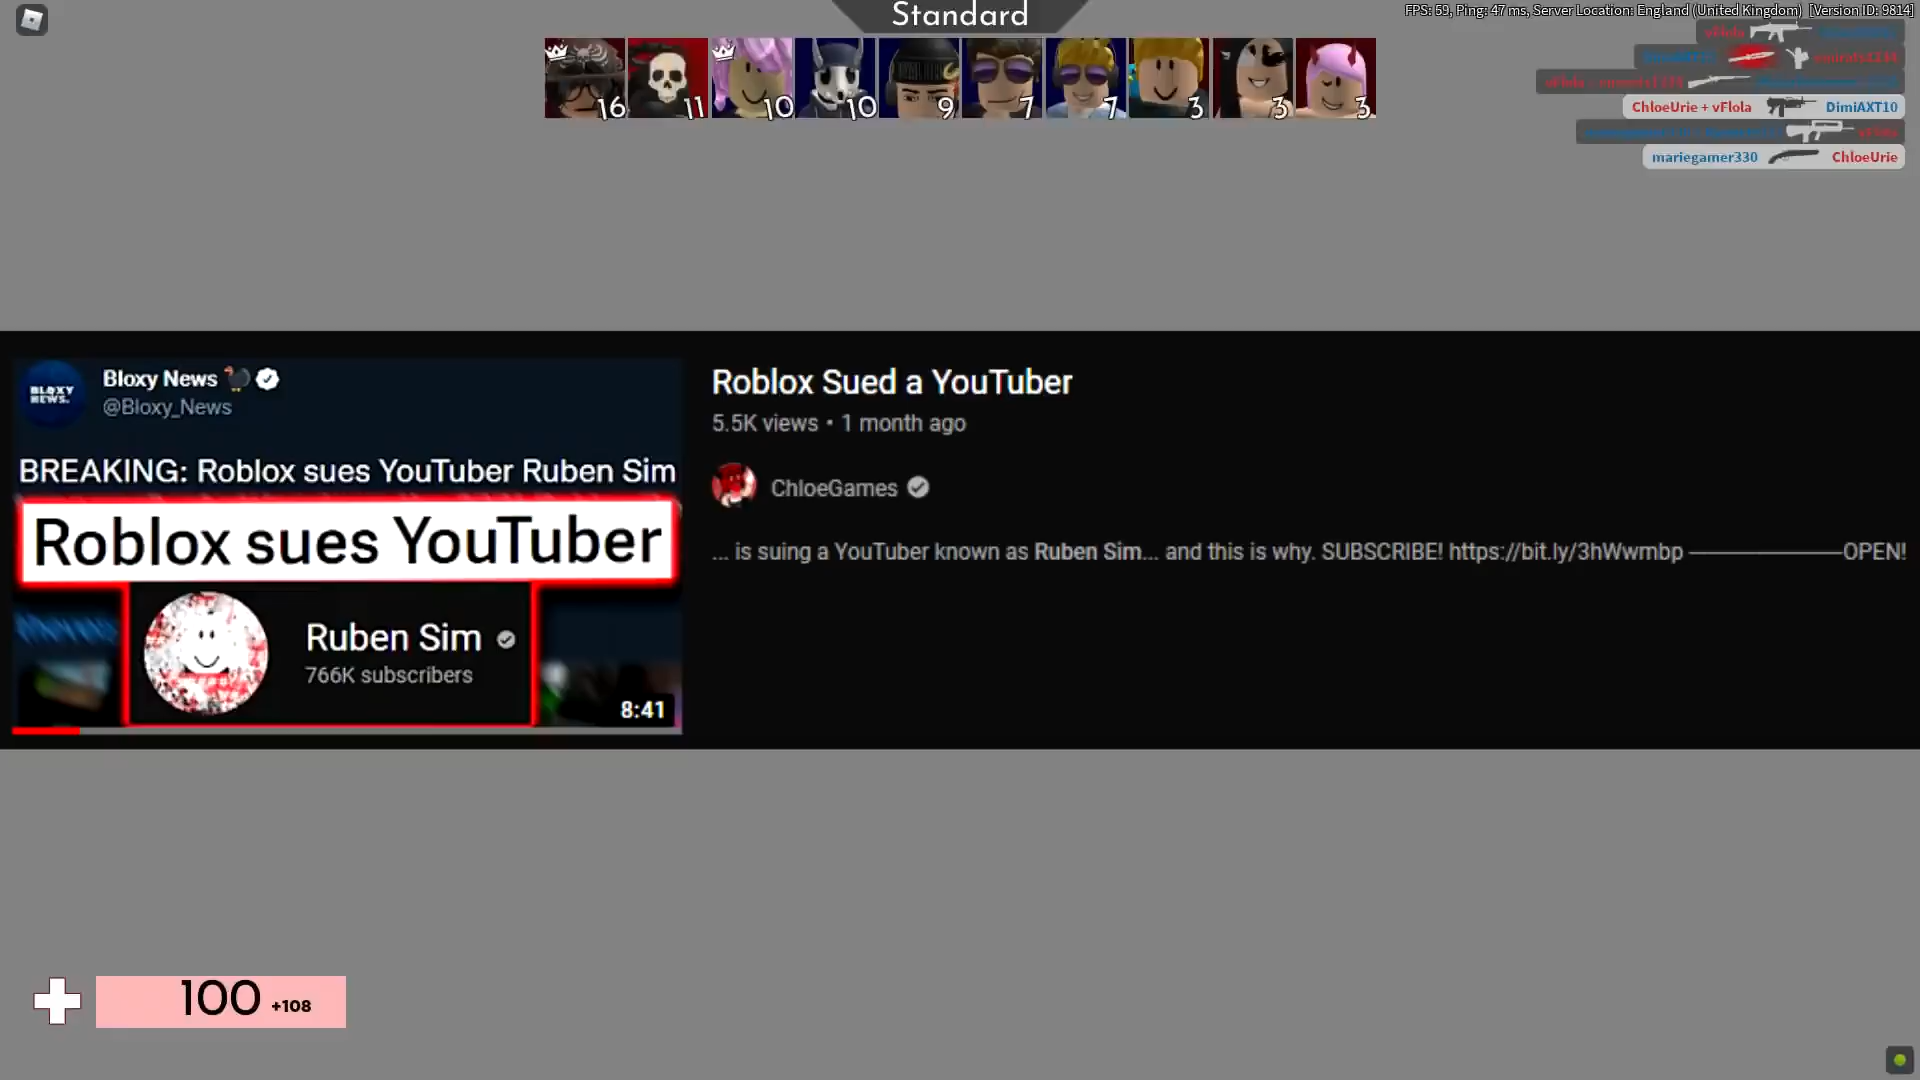 Standard
FPS: 59, Ping: 47 ms, Server Location: England (United Kingdom) [Version ID: 9814]
16 11 10 10 9 7 7 3 3 3
vFlola
ChloeUrie + vFlola DimiAXT10
vFlola
mariegamer330 ChloeUrie
BLOXY NEWS.
Bloxy News
@Bloxy_News
BREAKING: Roblox sues YouTuber Ruben Sim
Roblox sues YouTuber
Ruben Sim
766K subscribers
8:41
Roblox Sued a YouTuber
5.5K views • 1 month ago
ChloeGames
... is suing a YouTuber known as Ruben Sim... and this is why. SUBSCRIBE! https://bit.ly/3hWwmbp ————————OPEN!
100 +108